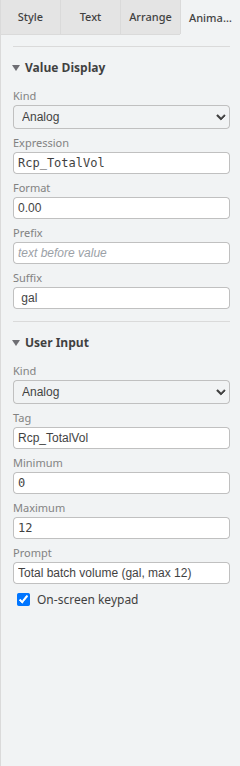 Style Text Arrange Anima...
Value Display
Kind
Analog
Expression
Rcp_TotalVol
Format
0.00
Prefix
text before value
Suffix
gal
User Input
Kind
Analog
Tag
Rcp_TotalVol
Minimum
0
Maximum
12
Prompt
Total batch volume (gal, max 12)
On-screen keypad